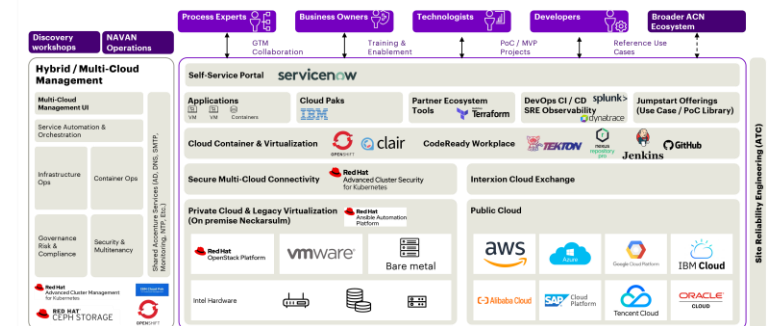 Process Experts
Business Owners
Technologists
Developers
Broader ACN
Ecosystem
Discovery
workshops
NAVAN
Operations
GTM
Collaboration
Training &
Enablement
PoC / MVP
Projects
Reference Use
Cases
Hybrid / Multi-Cloud
Management
Multi-Cloud
Management UI
Service Automation &
Orchestration
Infrastructure
Ops
Container Ops
Governance
Risk &
Compliance
Security &
Multitenancy
Shared Accenture Services (AD, DNS, SMTP,
Monitoring, NTP, Etc.)
Red Hat
Advanced Cluster Management
for Kubernetes
RED HAT
CEPH STORAGE
OPENSHIFT
Self-Service Portal
servicenow
Applications
VM
VM
Containers
Cloud Paks
IBM
Partner Ecosystem
Tools
Terraform
DevOps CI / CD
SRE Observability
splunk>
dynatrace
Jumpstart Offerings
(Use Case / PoC Library)
Cloud Container & Virtualization
OPENSHIFT
clair
CodeReady Workplace
TEKTON
nexus
repository
pro
Jenkins
GitHub
Secure Multi-Cloud Connectivity
Red Hat
Advanced Cluster Security
for Kubernetes
Interxion Cloud Exchange
Private Cloud & Legacy Virtualization
(On premise Neckarsulm)
Red Hat
Ansible Automation
Platform
Red Hat
OpenStack Platform
vmware
Bare metal
Intel Hardware
Public Cloud
aws
Azure
Google Cloud Platform
IBM Cloud
Alibaba Cloud
SAP
Cloud
Platform
Tencent Cloud
ORACLE
CLOUD
Site Reliability Engineering (ATC)